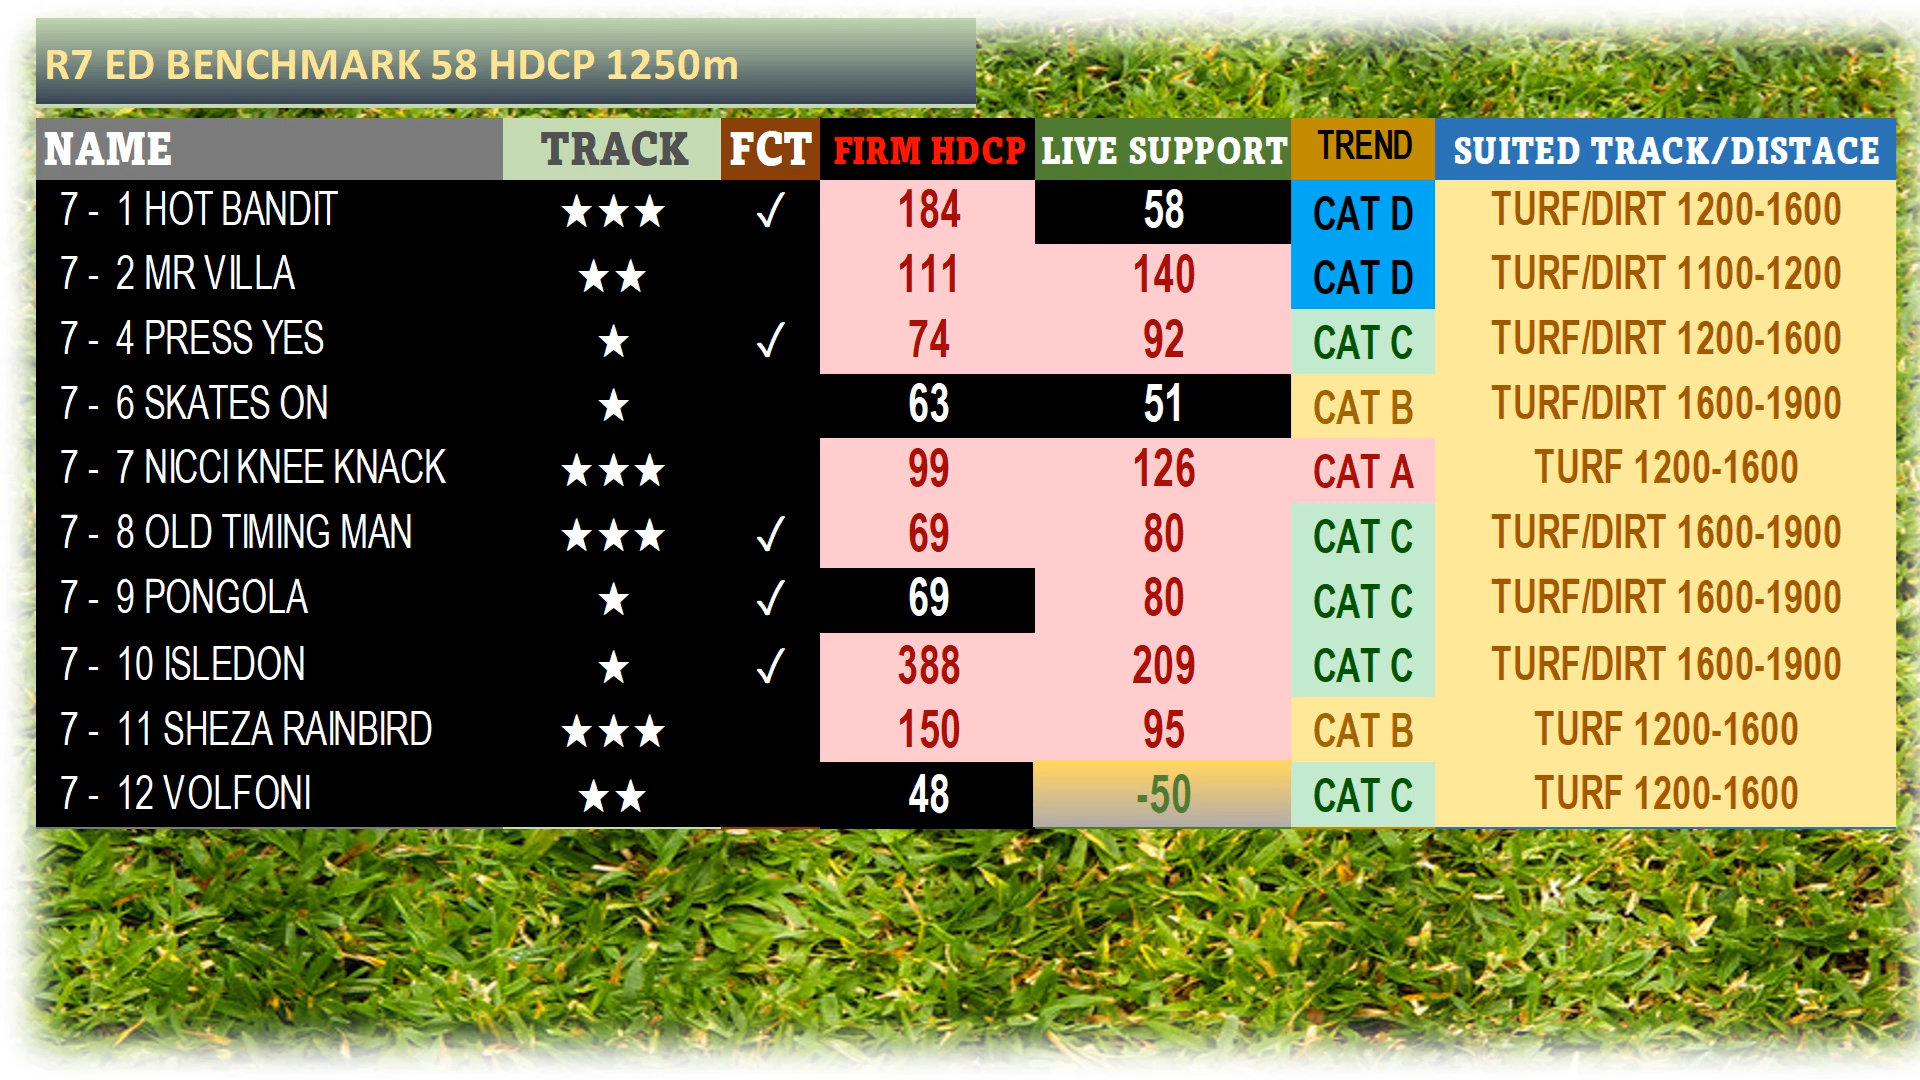 R7 ED BENCHMARK 58 HDCP 1250m
NAME TRACK FCT FIRM HDCP LIVE SUPPORT TREND SUITED TRACK/DISTACE
7 - 1 HOT BANDIT ★★★ ✓ 184 58 CAT D TURF/DIRT 1200-1600
7 - 2 MR VILLA ★★ 111 140 CAT D TURF/DIRT 1100-1200
7 - 4 PRESS YES ★ ✓ 74 92 CAT C TURF/DIRT 1200-1600
7 - 6 SKATES ON ★ 63 51 CAT B TURF/DIRT 1600-1900
7 - 7 NICCI KNEE KNACK ★★★ 99 126 CAT A TURF 1200-1600
7 - 8 OLD TIMING MAN ★★★ ✓ 69 80 CAT C TURF/DIRT 1600-1900
7 - 9 PONGOLA ★ ✓ 69 80 CAT C TURF/DIRT 1600-1900
7 - 10 ISLEDON ★ ✓ 388 209 CAT C TURF/DIRT 1600-1900
7 - 11 SHEZA RAINBIRD ★★★ 150 95 CAT B TURF 1200-1600
7 - 12 VOLFONI ★★ 48 -50 CAT C TURF 1200-1600